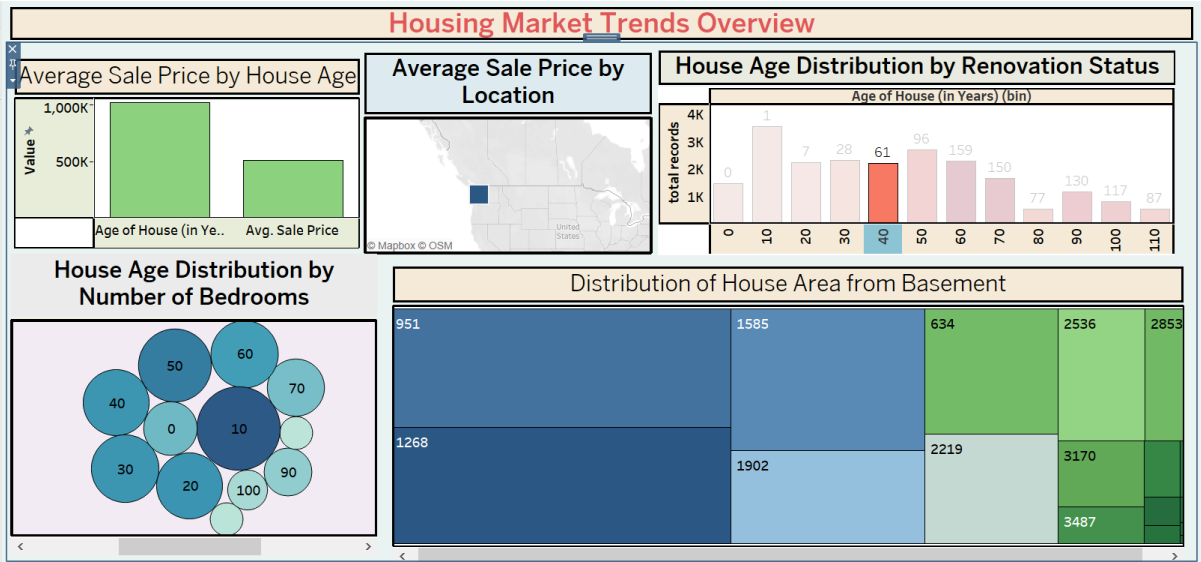 Housing Market Trends Overview
Average Sale Price by House Age
1,000K
500K
Value
Age of House (in Ye..
Avg. Sale Price
Average Sale Price by
Location
United
States
© Mapbox © OSM
House Age Distribution by Renovation Status
Age of House (in Years) (bin)
total records
4K
3K
2K
1K
0
1
7
28
61
96
159
150
77
130
117
87
0
10
20
30
40
50
60
70
80
90
100
110
House Age Distribution by
Number of Bedrooms
50
60
40
70
0
10
30
20
90
100
Distribution of House Area from Basement
951
1585
634
2536
2853
1268
1902
2219
3170
3487